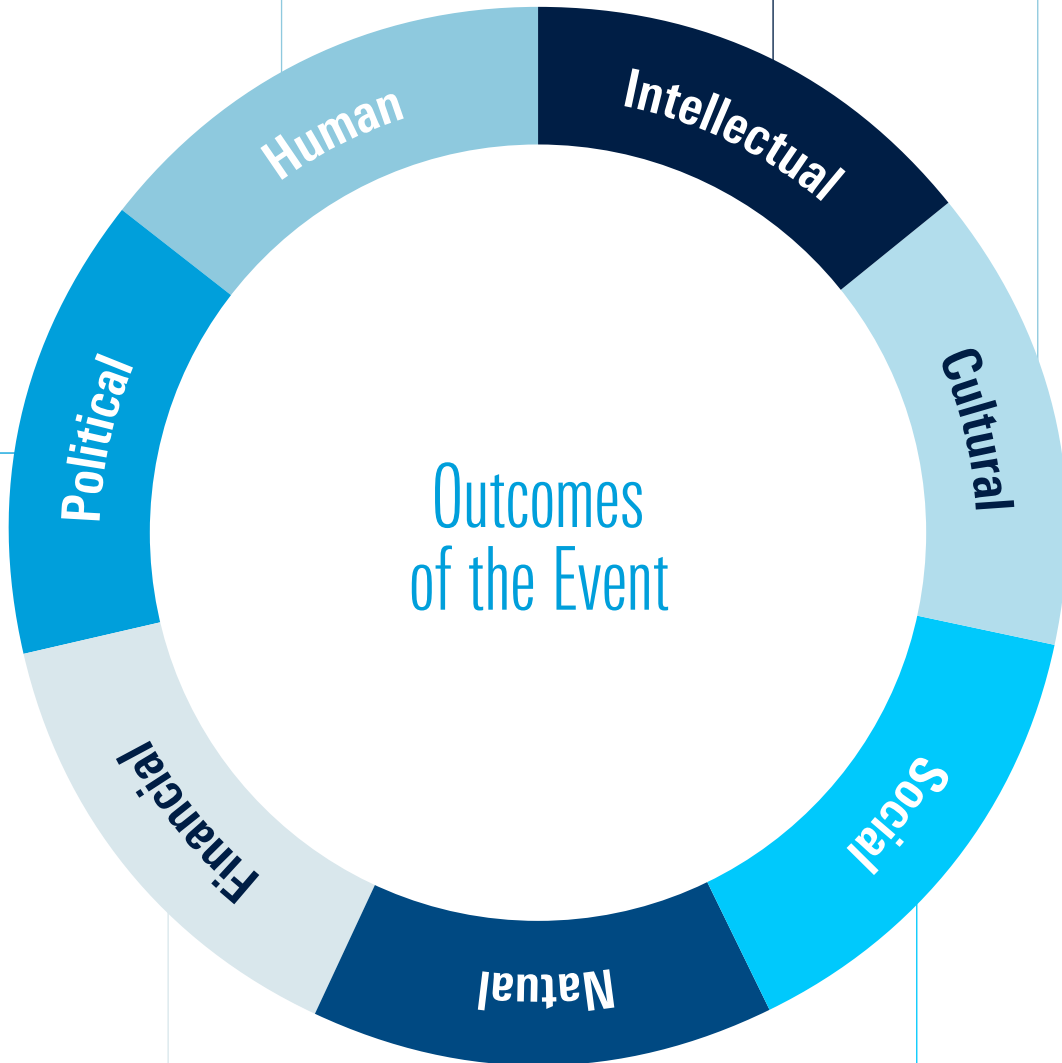 Human
Intellectual
Cultural
Social
Natual
Financial
Political
Outcomes
of the Event